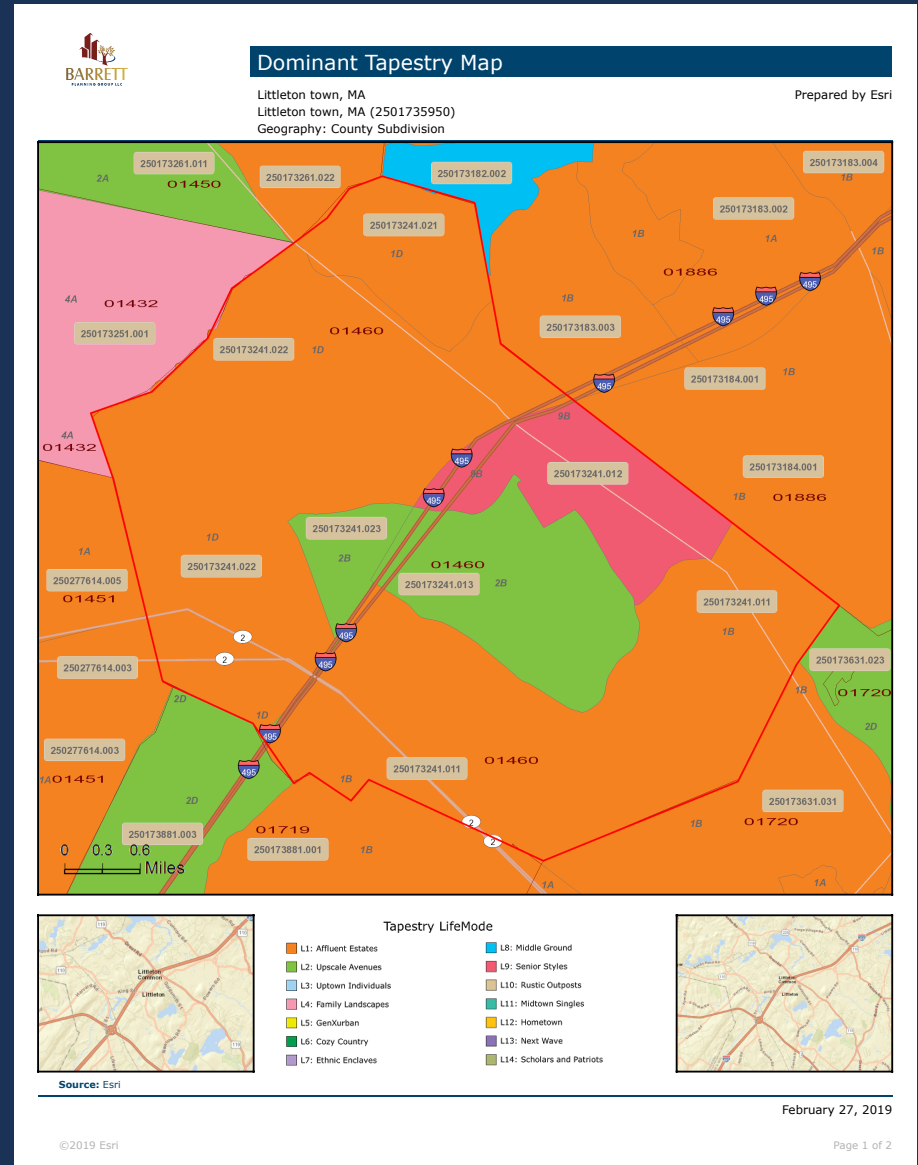 BARRETT
PLANNING GROUP LLC
Dominant Tapestry Map
Littleton town, MA
Prepared by Esri
Littleton town, MA (2501735950)
Geography: County Subdivision
250173261.011
2A
01450
250173261.022
250173182.002
250173183.004
1B
250173183.002
1A
1B
1B
250173241.021
1D
01886
495
495
495
4A
01432
250173251.001
1B
250173183.003
01460
250173241.022
1D
495
250173184.001
1B
9B
4A
01432
495
9B
250173241.012
250173184.001
1B
01886
495
1D
250173241.023
2B
1A
250277614.005
01451
250173241.022
01460
250173241.013
2B
250173241.011
1B
2
495
2
495
250277614.003
250173631.023
1B
01720
2D
2D
1D
495
250277614.003
1A
01451
495
1B
250173241.011
01460
2D
250173881.003
01719
250173881.001
1B
2
2
1B
250173631.031
01720
1A
1A
0 0.3 0.6
Miles
Tapestry LifeMode
L1: Affluent Estates
L2: Upscale Avenues
L3: Uptown Individuals
L4: Family Landscapes
L5: GenXurban
L6: Cozy Country
L7: Ethnic Enclaves
L8: Middle Ground
L9: Senior Styles
L10: Rustic Outposts
L11: Midtown Singles
L12: Hometown
L13: Next Wave
L14: Scholars and Patriots
119
110
110
Littleton
Common
Littleton
Littleton
Common
Littleton
Source: Esri
February 27, 2019
©2019 Esri
Page 1 of 2